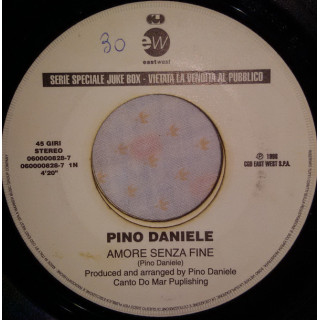 30
ew
eastwest
SERIE SPECIALE JUKE BOX - VIETATA LA VENDITA AL PUBBLICO
45 GIRI
STEREO
060000628-7
060000628-7 1N
4'20"
℗ 1998
CGD EAST WEST S.P.A.
PINO DANIELE
AMORE SENZA FINE
(Pino Daniele)
Produced and arranged by Pino Daniele
Canto Do Mar Puplishing